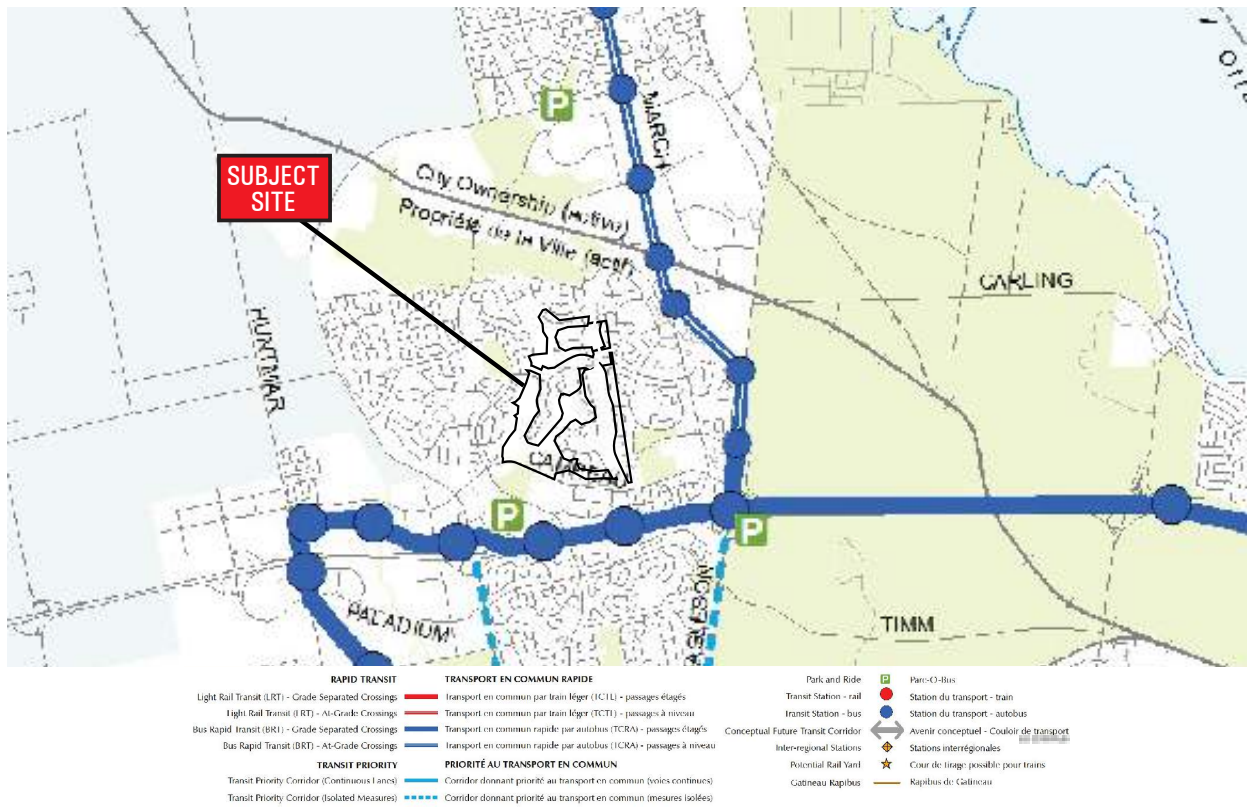 MARCH
SUBJECT
SITE
City Ownership (active)
Propriété de la Ville (actif)
CARLING
HUNTMAR
PALADIUM
TIMM
P
P
P
RAPID TRANSIT
Light Rail Transit (LRT) - Grade Separated Crossings
Light Rail Transit (LRT) - At-Grade Crossings
Bus Rapid Transit (BRT) - Grade Separated Crossings
Bus Rapid Transit (BRT) - At-Grade Crossings
TRANSIT PRIORITY
Transit Priority Corridor (Continuous Lanes)
Transit Priority Corridor (Isolated Measures)
TRANSPORT EN COMMUN RAPIDE
Transport en commun par train léger (TCTL) - passages étagés
Transport en commun par train léger (TCTL) - passages à niveau
Transport en commun rapide par autobus (TCRA) - passages étagés
Transport en commun rapide par autobus (TCRA) - passages à niveau
PRIORITÉ AU TRANSPORT EN COMMUN
Corridor donnant priorité au transport en commun (voies continues)
Corridor donnant priorité au transport en commun (mesures isolées)
Park and Ride P Parc-O-Bus
Transit Station - rail Station du transport - train
Transit Station - bus Station du transport - autobus
Conceptual Future Transit Corridor Avenir conceptuel - Couloir de transport
Inter-regional Stations Stations interrégionales
Potential Rail Yard Cour de tirage possible pour trains
Gatineau Rapibus Rapibus de Gatineau